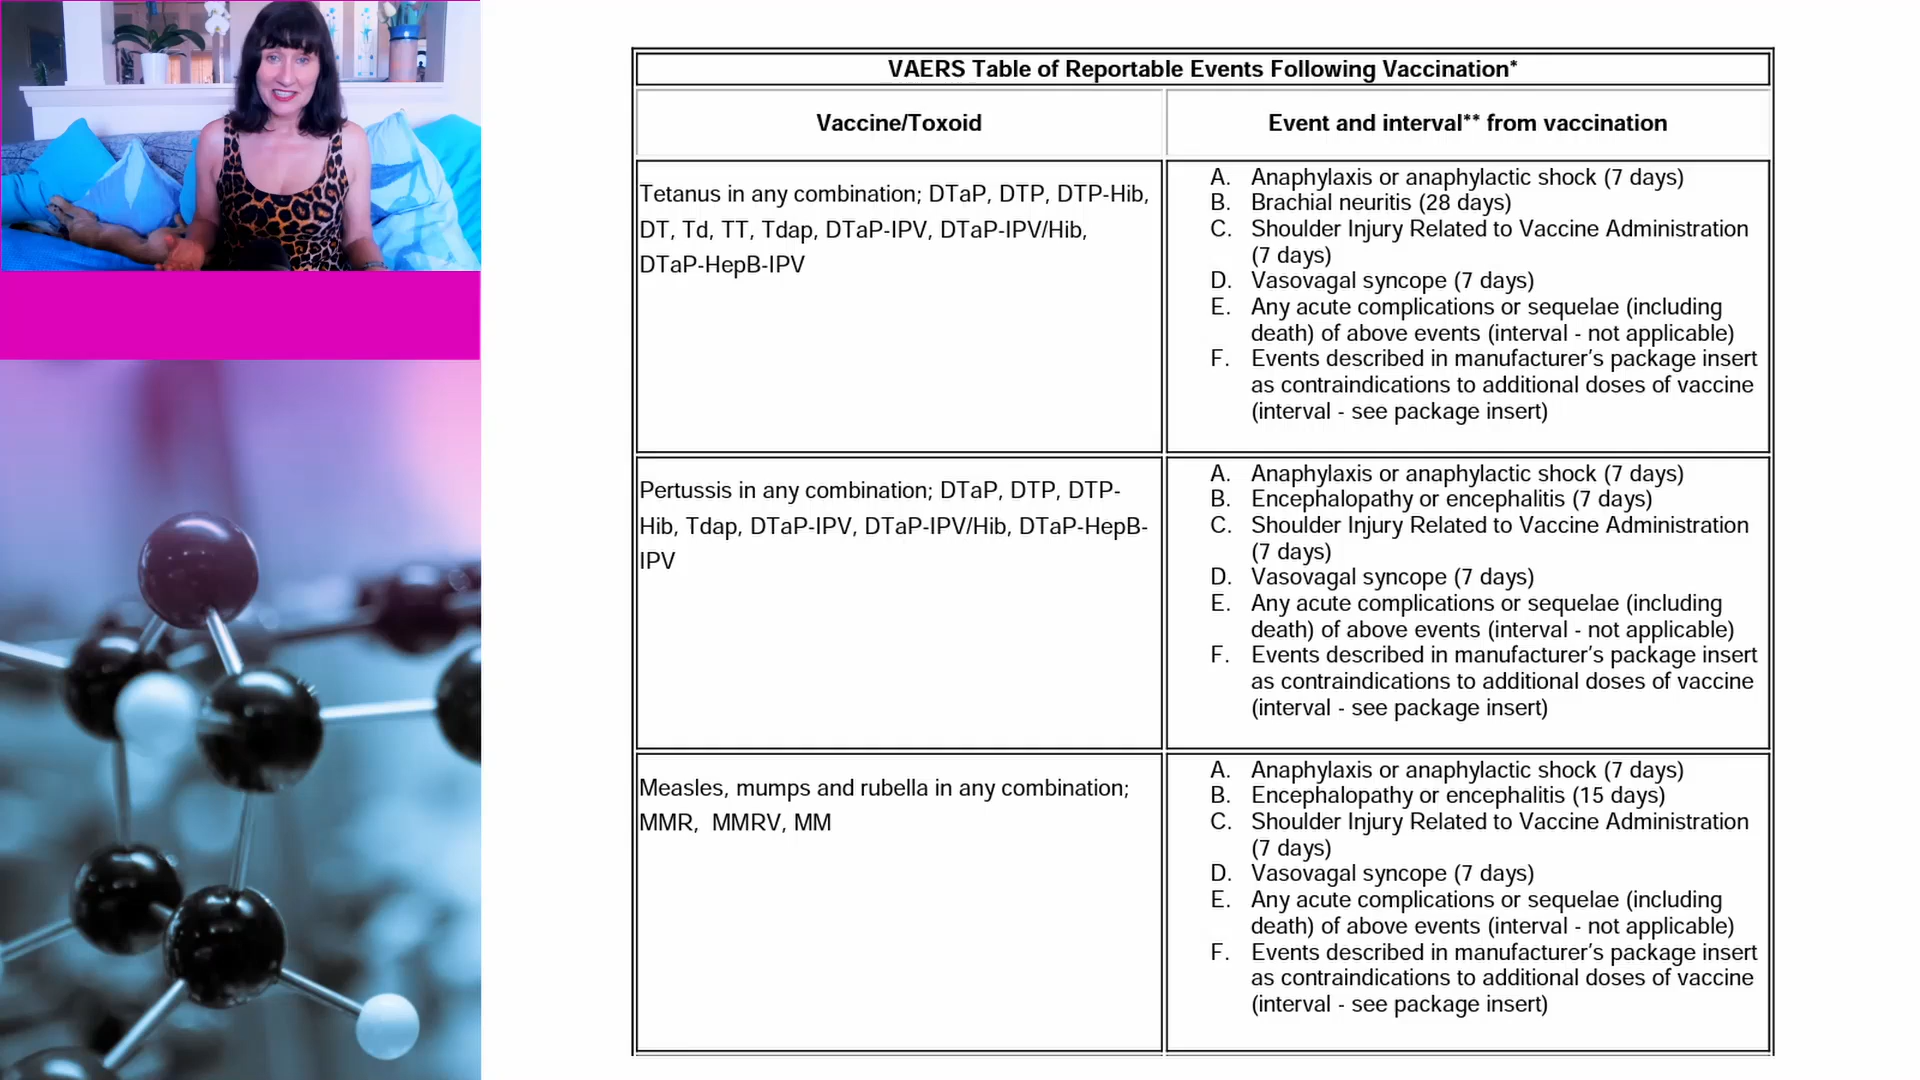 VAERS Table of Reportable Events Following Vaccination*
Vaccine/Toxoid
Event and interval** from vaccination
Tetanus in any combination; DTaP, DTP, DTP-Hib,
DT, Td, TT, Tdap, DTaP-IPV, DTaP-IPV/Hib,
DTaP-HepB-IPV
A. Anaphylaxis or anaphylactic shock (7 days)
B. Brachial neuritis (28 days)
C. Shoulder Injury Related to Vaccine Administration
(7 days)
D. Vasovagal syncope (7 days)
E. Any acute complications or sequelae (including
death) of above events (interval - not applicable)
F. Events described in manufacturer’s package insert
as contraindications to additional doses of vaccine
(interval - see package insert)
Pertussis in any combination; DTaP, DTP, DTP-
Hib, Tdap, DTaP-IPV, DTaP-IPV/Hib, DTaP-HepB-
IPV
A. Anaphylaxis or anaphylactic shock (7 days)
B. Encephalopathy or encephalitis (7 days)
C. Shoulder Injury Related to Vaccine Administration
(7 days)
D. Vasovagal syncope (7 days)
E. Any acute complications or sequelae (including
death) of above events (interval - not applicable)
F. Events described in manufacturer’s package insert
as contraindications to additional doses of vaccine
(interval - see package insert)
Measles, mumps and rubella in any combination;
MMR, MMRV, MM
A. Anaphylaxis or anaphylactic shock (7 days)
B. Encephalopathy or encephalitis (15 days)
C. Shoulder Injury Related to Vaccine Administration
(7 days)
D. Vasovagal syncope (7 days)
E. Any acute complications or sequelae (including
death) of above events (interval - not applicable)
F. Events described in manufacturer’s package insert
as contraindications to additional doses of vaccine
(interval - see package insert)